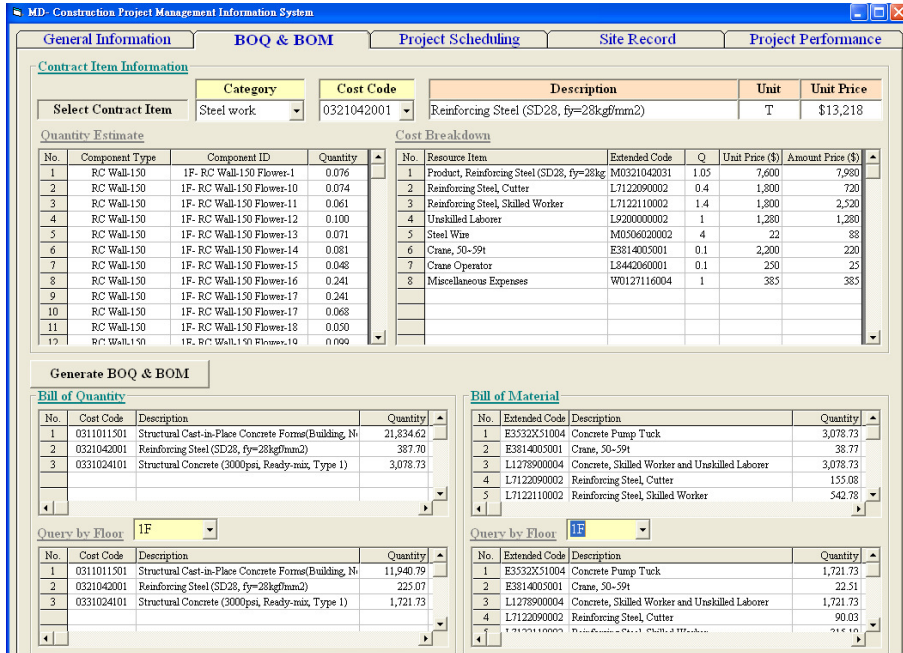 MD- Construction Project Management Information System
General Information BOQ & BOM Project Scheduling Site Record Project Performance
Contract Item Information
Category Cost Code Description Unit Unit Price
Select Contract Item Steel work 0321042001 Reinforcing Steel (SD28, fy=28kgf/mm2) T $13,218
Quantity Estimate Cost Breakdown
No. Component Type Component ID Quantity No. Resource Item Extended Code Q Unit Price ($) Amount Price ($)
1 RC Wall-150 1F- RC Wall-150 Flower-1 0.076 1 Product, Reinforcing Steel (SD28, fy=28kg M0321042031 1.05 7,600 7,980
2 RC Wall-150 1F- RC Wall-150 Flower-10 0.074 2 Reinforcing Steel, Cutter L7122090002 0.4 1,800 720
3 RC Wall-150 1F- RC Wall-150 Flower-11 0.061 3 Reinforcing Steel, Skilled Worker L7122110002 1.4 1,800 2,520
4 RC Wall-150 1F- RC Wall-150 Flower-12 0.100 4 Unskilled Laborer L9200000002 1 1,280 1,280
5 RC Wall-150 1F- RC Wall-150 Flower-13 0.071 5 Steel Wire M0506020002 4 22 88
6 RC Wall-150 1F- RC Wall-150 Flower-14 0.081 6 Crane, 50~59t E3814005001 0.1 2,200 220
7 RC Wall-150 1F- RC Wall-150 Flower-15 0.048 7 Crane Operator L8442060001 0.1 250 25
8 RC Wall-150 1F- RC Wall-150 Flower-16 0.241 8 Miscellaneous Expenses W0127116004 1 385 385
9 RC Wall-150 1F- RC Wall-150 Flower-17 0.241
10 RC Wall-150 1F- RC Wall-150 Flower-17 0.068
11 RC Wall-150 1F- RC Wall-150 Flower-18 0.050
12 RC Wall-150 1F- RC Wall-150 Flower-19 0.099
Generate BOQ & BOM
Bill of Quantity Bill of Material
No. Cost Code Description Quantity No. Extended Code Description Quantity
1 0311011501 Structural Cast-in-Place Concrete Forms(Building, N 21,834.62 1 E3532X51004 Concrete Pump Tuck 3,078.73
2 0321042001 Reinforcing Steel (SD28, fy=28kgf/mm2) 387.70 2 E3814005001 Crane, 50~59t 38.77
3 0331024101 Structural Concrete (3000psi, Ready-mix, Type 1) 3,078.73 3 L1278900004 Concrete, Skilled Worker and Unskilled Laborer 3,078.73
4 L7122090002 Reinforcing Steel, Cutter 155.08
5 L7122110002 Reinforcing Steel, Skilled Worker 542.78
Query by Floor 1F Query by Floor 1F
No. Cost Code Description Quantity No. Extended Code Description Quantity
1 0311011501 Structural Cast-in-Place Concrete Forms(Building, N 11,940.79 1 E3532X51004 Concrete Pump Tuck 1,721.73
2 0321042001 Reinforcing Steel (SD28, fy=28kgf/mm2) 225.07 2 E3814005001 Crane, 50~59t 22.51
3 0331024101 Structural Concrete (3000psi, Ready-mix, Type 1) 1,721.73 3 L1278900004 Concrete, Skilled Worker and Unskilled Laborer 1,721.73
4 L7122090002 Reinforcing Steel, Cutter 90.03